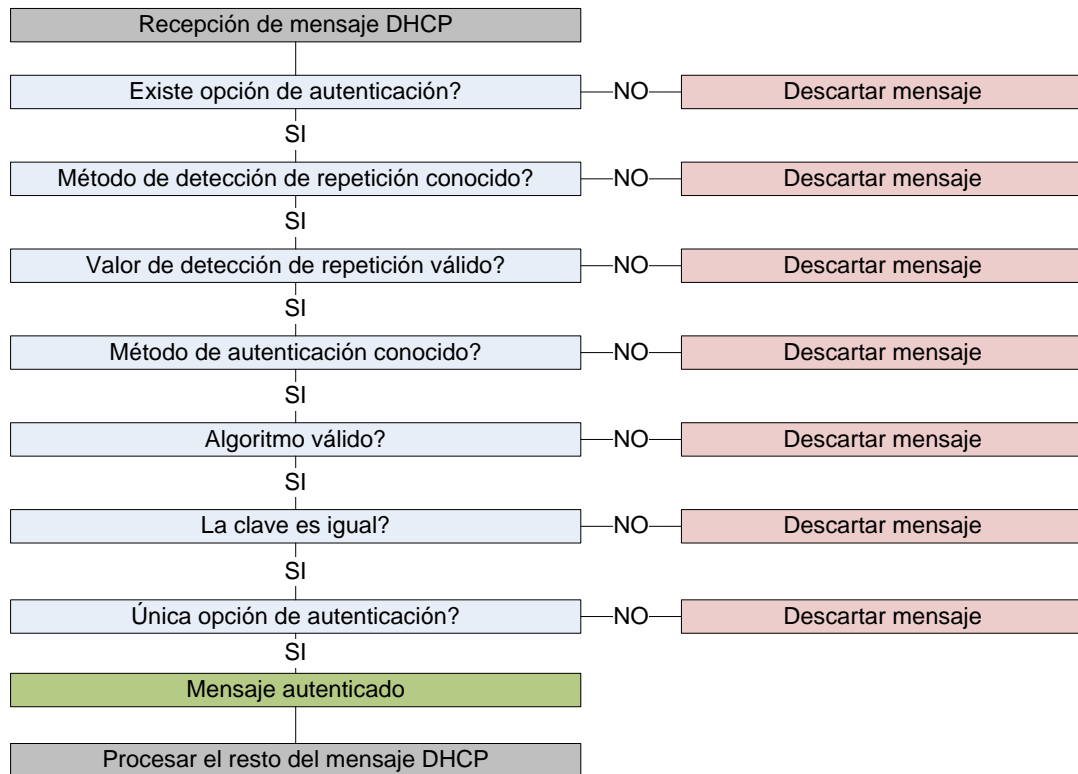 Recepción de mensaje DHCP
Existe opción de autenticación?
NO
Descartar mensaje
SI
Método de detección de repetición conocido?
NO
Descartar mensaje
SI
Valor de detección de repetición válido?
NO
Descartar mensaje
SI
Método de autenticación conocido?
NO
Descartar mensaje
SI
Algoritmo válido?
NO
Descartar mensaje
SI
La clave es igual?
NO
Descartar mensaje
SI
Única opción de autenticación?
NO
Descartar mensaje
SI
Mensaje autenticado
Procesar el resto del mensaje DHCP